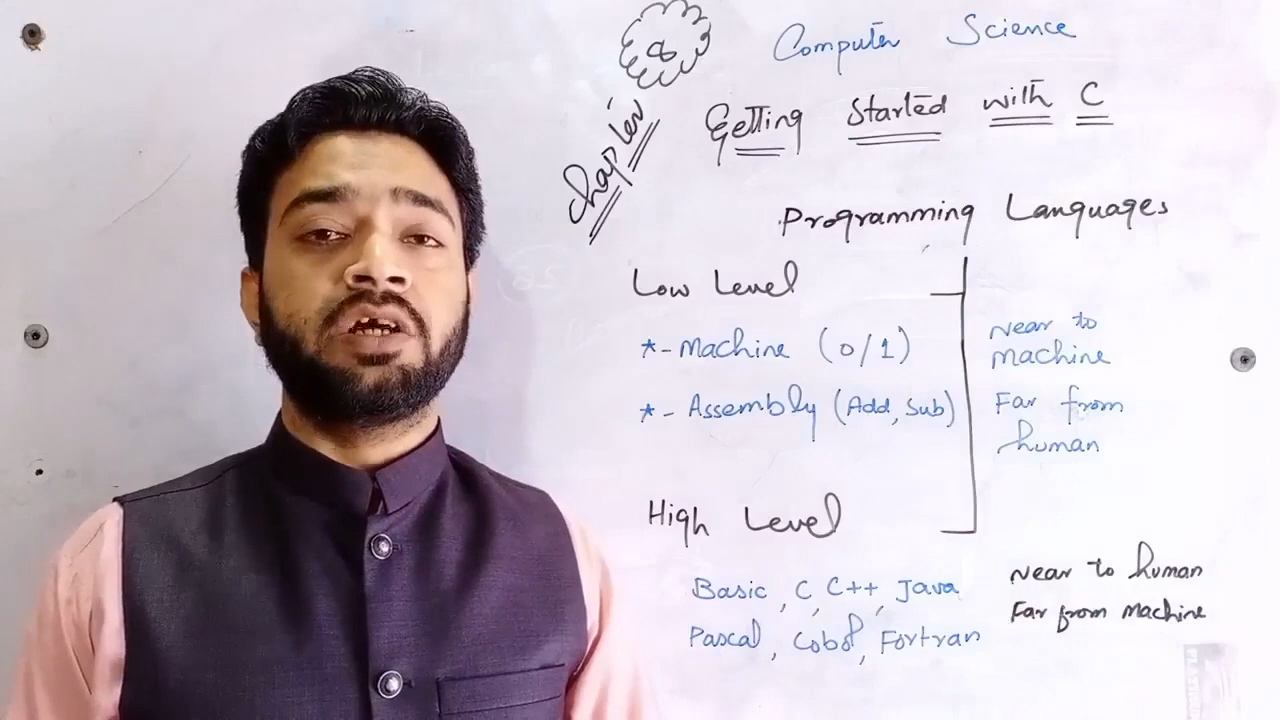 8
Computer Science
Chapter
Getting Started with C
Programming Languages
Low Level
*- Machine (0/1)
*- Assembly (Add, Sub)
Near to
machine
Far from
human
High Level
Basic, C, C++, Java
Pascal, Cobol, Fortran
Near to human
Far from Machine